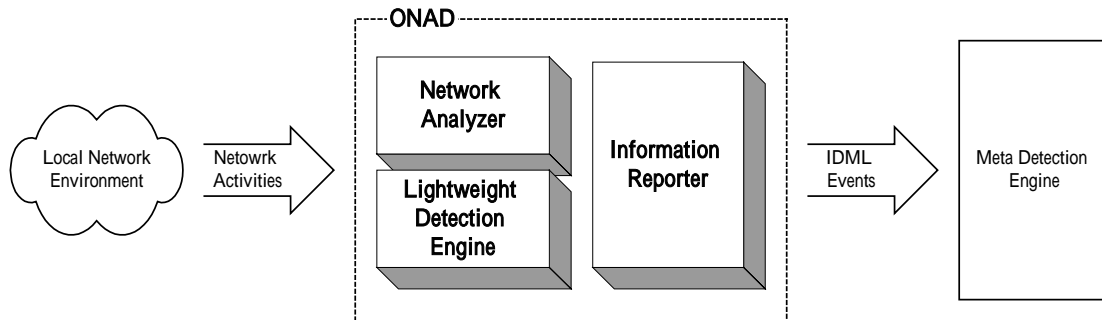 ONAD
Local Network
Environment
Netowrk
Activities
Network
Analyzer
Lightweight
Detection
Engine
Information
Reporter
IDML
Events
Meta Detection
Engine